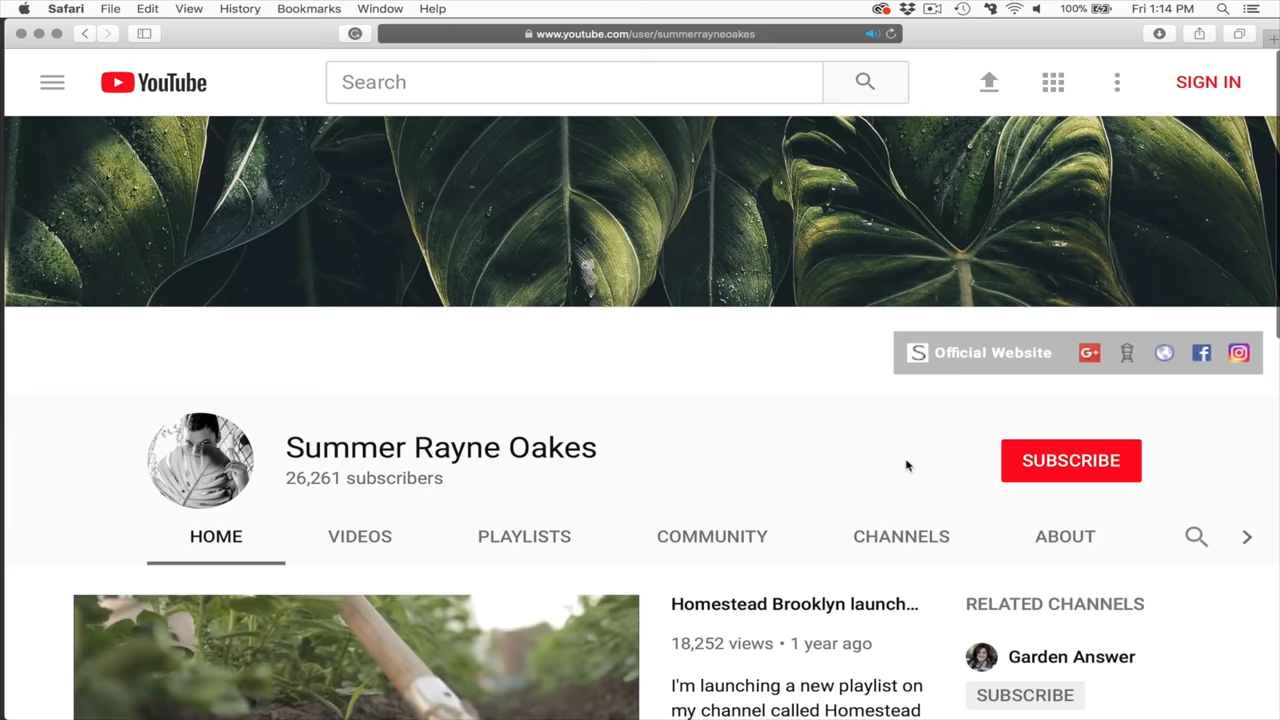 Safari File Edit View History Bookmarks Window Help 100% Fri 1:14 PM
www.youtube.com/user/summerrayneoakes
YouTube Search SIGN IN
S Official Website G+
Summer Rayne Oakes
26,261 subscribers
SUBSCRIBE
HOME VIDEOS PLAYLISTS COMMUNITY CHANNELS ABOUT
Homestead Brooklyn launch...
18,252 views • 1 year ago
I'm launching a new playlist on
my channel called Homestead
RELATED CHANNELS
Garden Answer
SUBSCRIBE